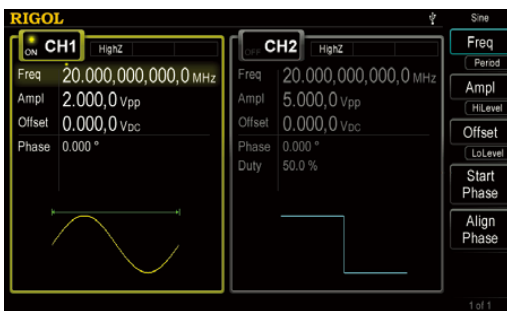 RIGOL
Sine
ON CH1 HighZ
Freq 20.000,000,000,0 MHz
Ampl 2.000,0 Vpp
Offset 0.000,0 VDC
Phase 0.000 °
OFF CH2 HighZ
Freq 20.000,000,000,0 MHz
Ampl 5.000,0 Vpp
Offset 0.000,0 VDC
Phase 0.000 °
Duty 50.0 %
Freq
Period
Ampl
HiLevel
Offset
LoLevel
Start
Phase
Align
Phase
1 of 1